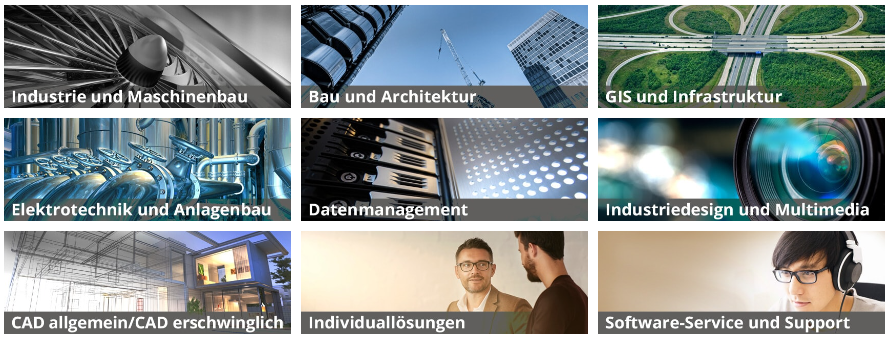 Industrie und Maschinenbau
Bau und Architektur
GIS und Infrastruktur
Elektrotechnik und Anlagenbau
Datenmanagement
Industriedesign und Multimedia
CAD allgemein/CAD erschwinglich
Individuallösungen
Software-Service und Support